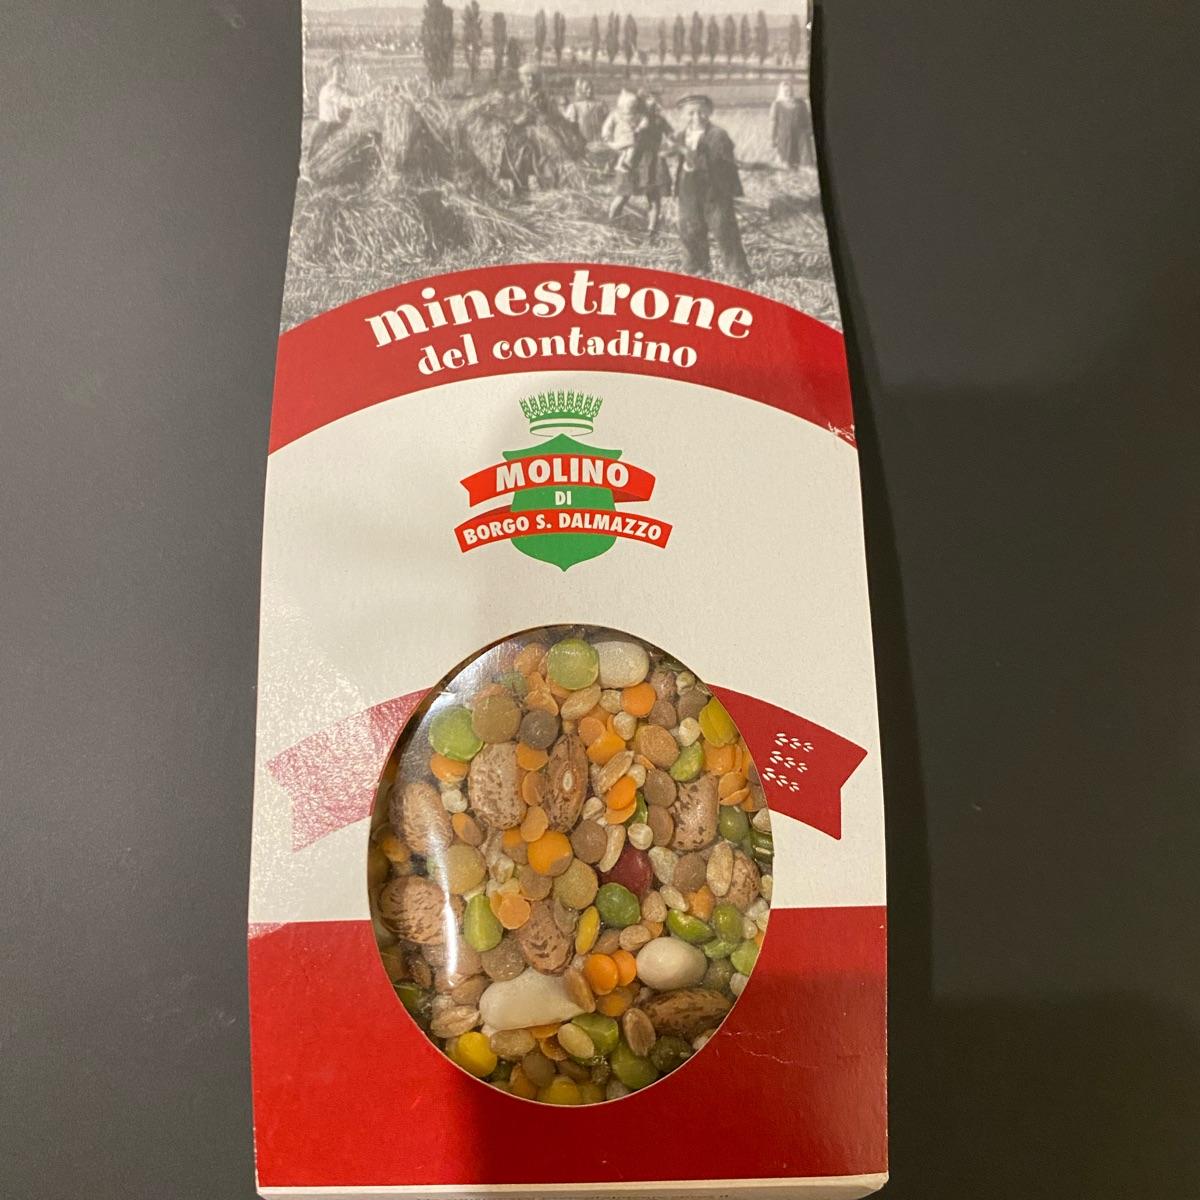 minestrone
del contadino
MOLINO
DI
BORGO S. DALMAZZO